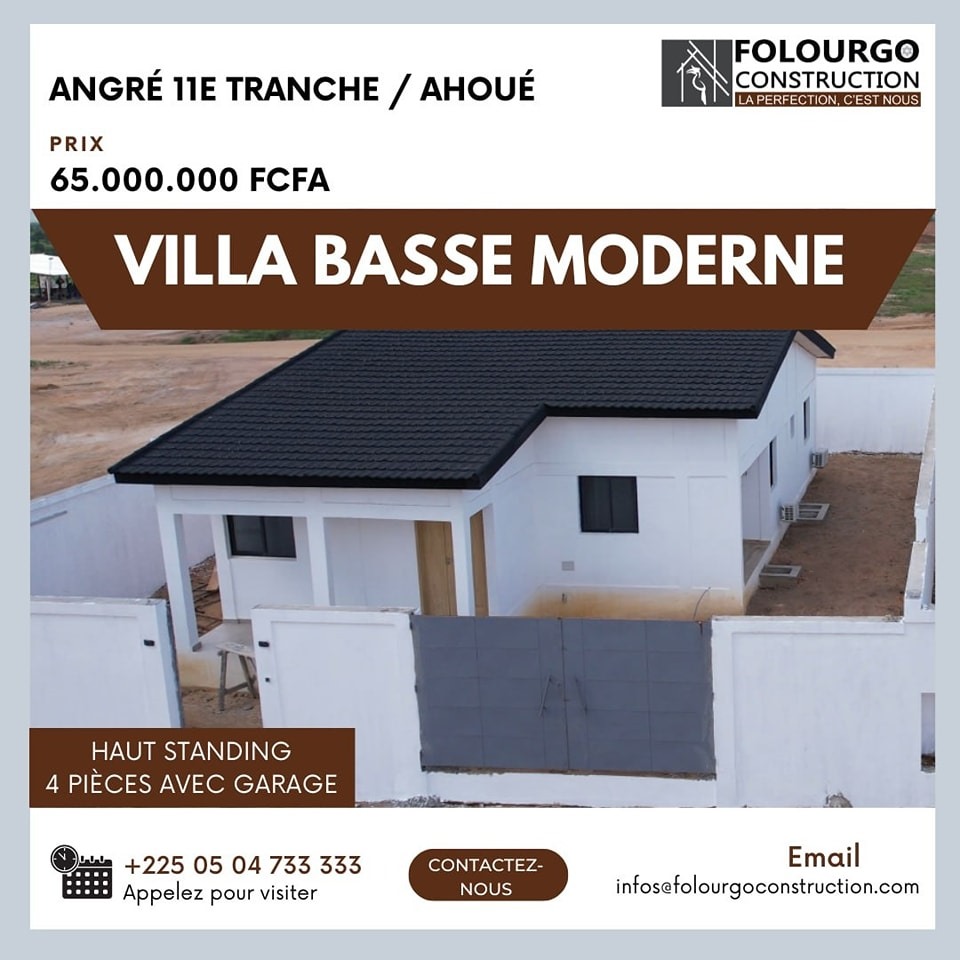 ANGRÉ 11E TRANCHE / AHOUÉ
FOLOURGO
CONSTRUCTION
LA PERFECTION, C'EST NOUS
PRIX
65.000.000 FCFA
VILLA BASSE MODERNE
HAUT STANDING
4 PIÈCES AVEC GARAGE
+225 05 04 733 333
Appelez pour visiter
CONTACTEZ-
NOUS
Email
infos@folourgoconstruction.com